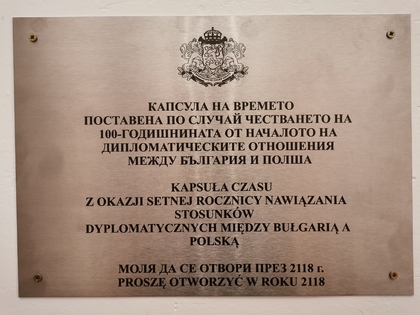 КАПСУЛА НА ВРЕМЕТО
ПОСТАВЕНА ПО СЛУЧАЙ ЧЕСТВАНЕТО НА
100-ГОДИШНИНАТА ОТ НАЧАЛОТО НА
ДИПЛОМАТИЧЕСКИТЕ ОТНОШЕНИЯ
МЕЖДУ БЪЛГАРИЯ И ПОЛША
KAPSUŁA CZASU
Z OKAZJI SETNEJ ROCZNICY NAWIĄZANIA
STOSUNKÓW
DYPLOMATYCZNYCH MIĘDZY BUŁGARIĄ A
POLSKĄ
МОЛЯ ДА СЕ ОТВОРИ ПРЕЗ 2118 г.
PROSZĘ OTWORZYĆ W ROKU 2118